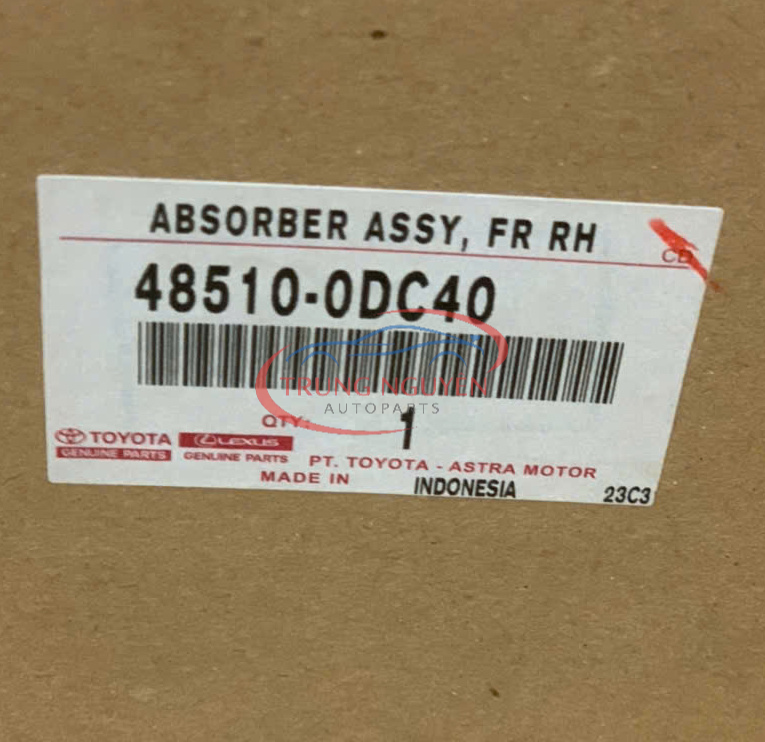 ABSORBER ASSY, FR RH
CD
48510-0DC40
TRUNG NGUYEN
AUTOPARTS
QTY: 1
TOYOTA LEXUS
GENUINE PARTS GENUINE PARTS PT. TOYOTA - ASTRA MOTOR
MADE IN INDONESIA 23C3